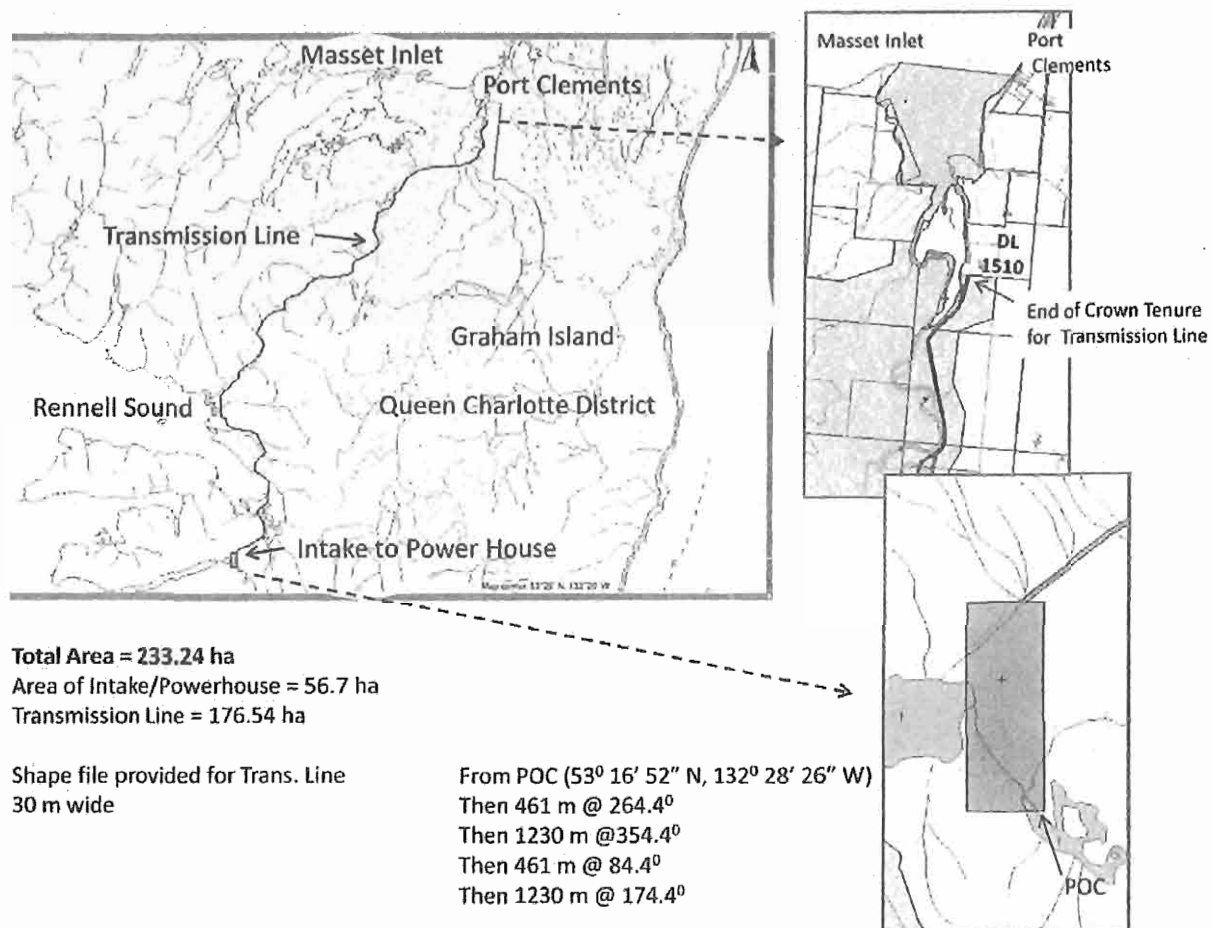 Masset Inlet
Port Clements
Transmission Line
Graham Island
Rennell Sound
Queen Charlotte District
Intake to Power House
Masset Inlet
Port
Clements
DL
1510
End of Crown Tenure
for Transmission Line
Total Area = 233.24 ha
Area of Intake/Powerhouse = 56.7 ha
Transmission Line = 176.54 ha
Shape file provided for Trans. Line
30 m wide
From POC (53⁰ 16′ 52″ N, 132⁰ 28′ 26″ W)
Then 461 m @ 264.4⁰
Then 1230 m @354.4⁰
Then 461 m @ 84.4⁰
Then 1230 m @ 174.4⁰
POC